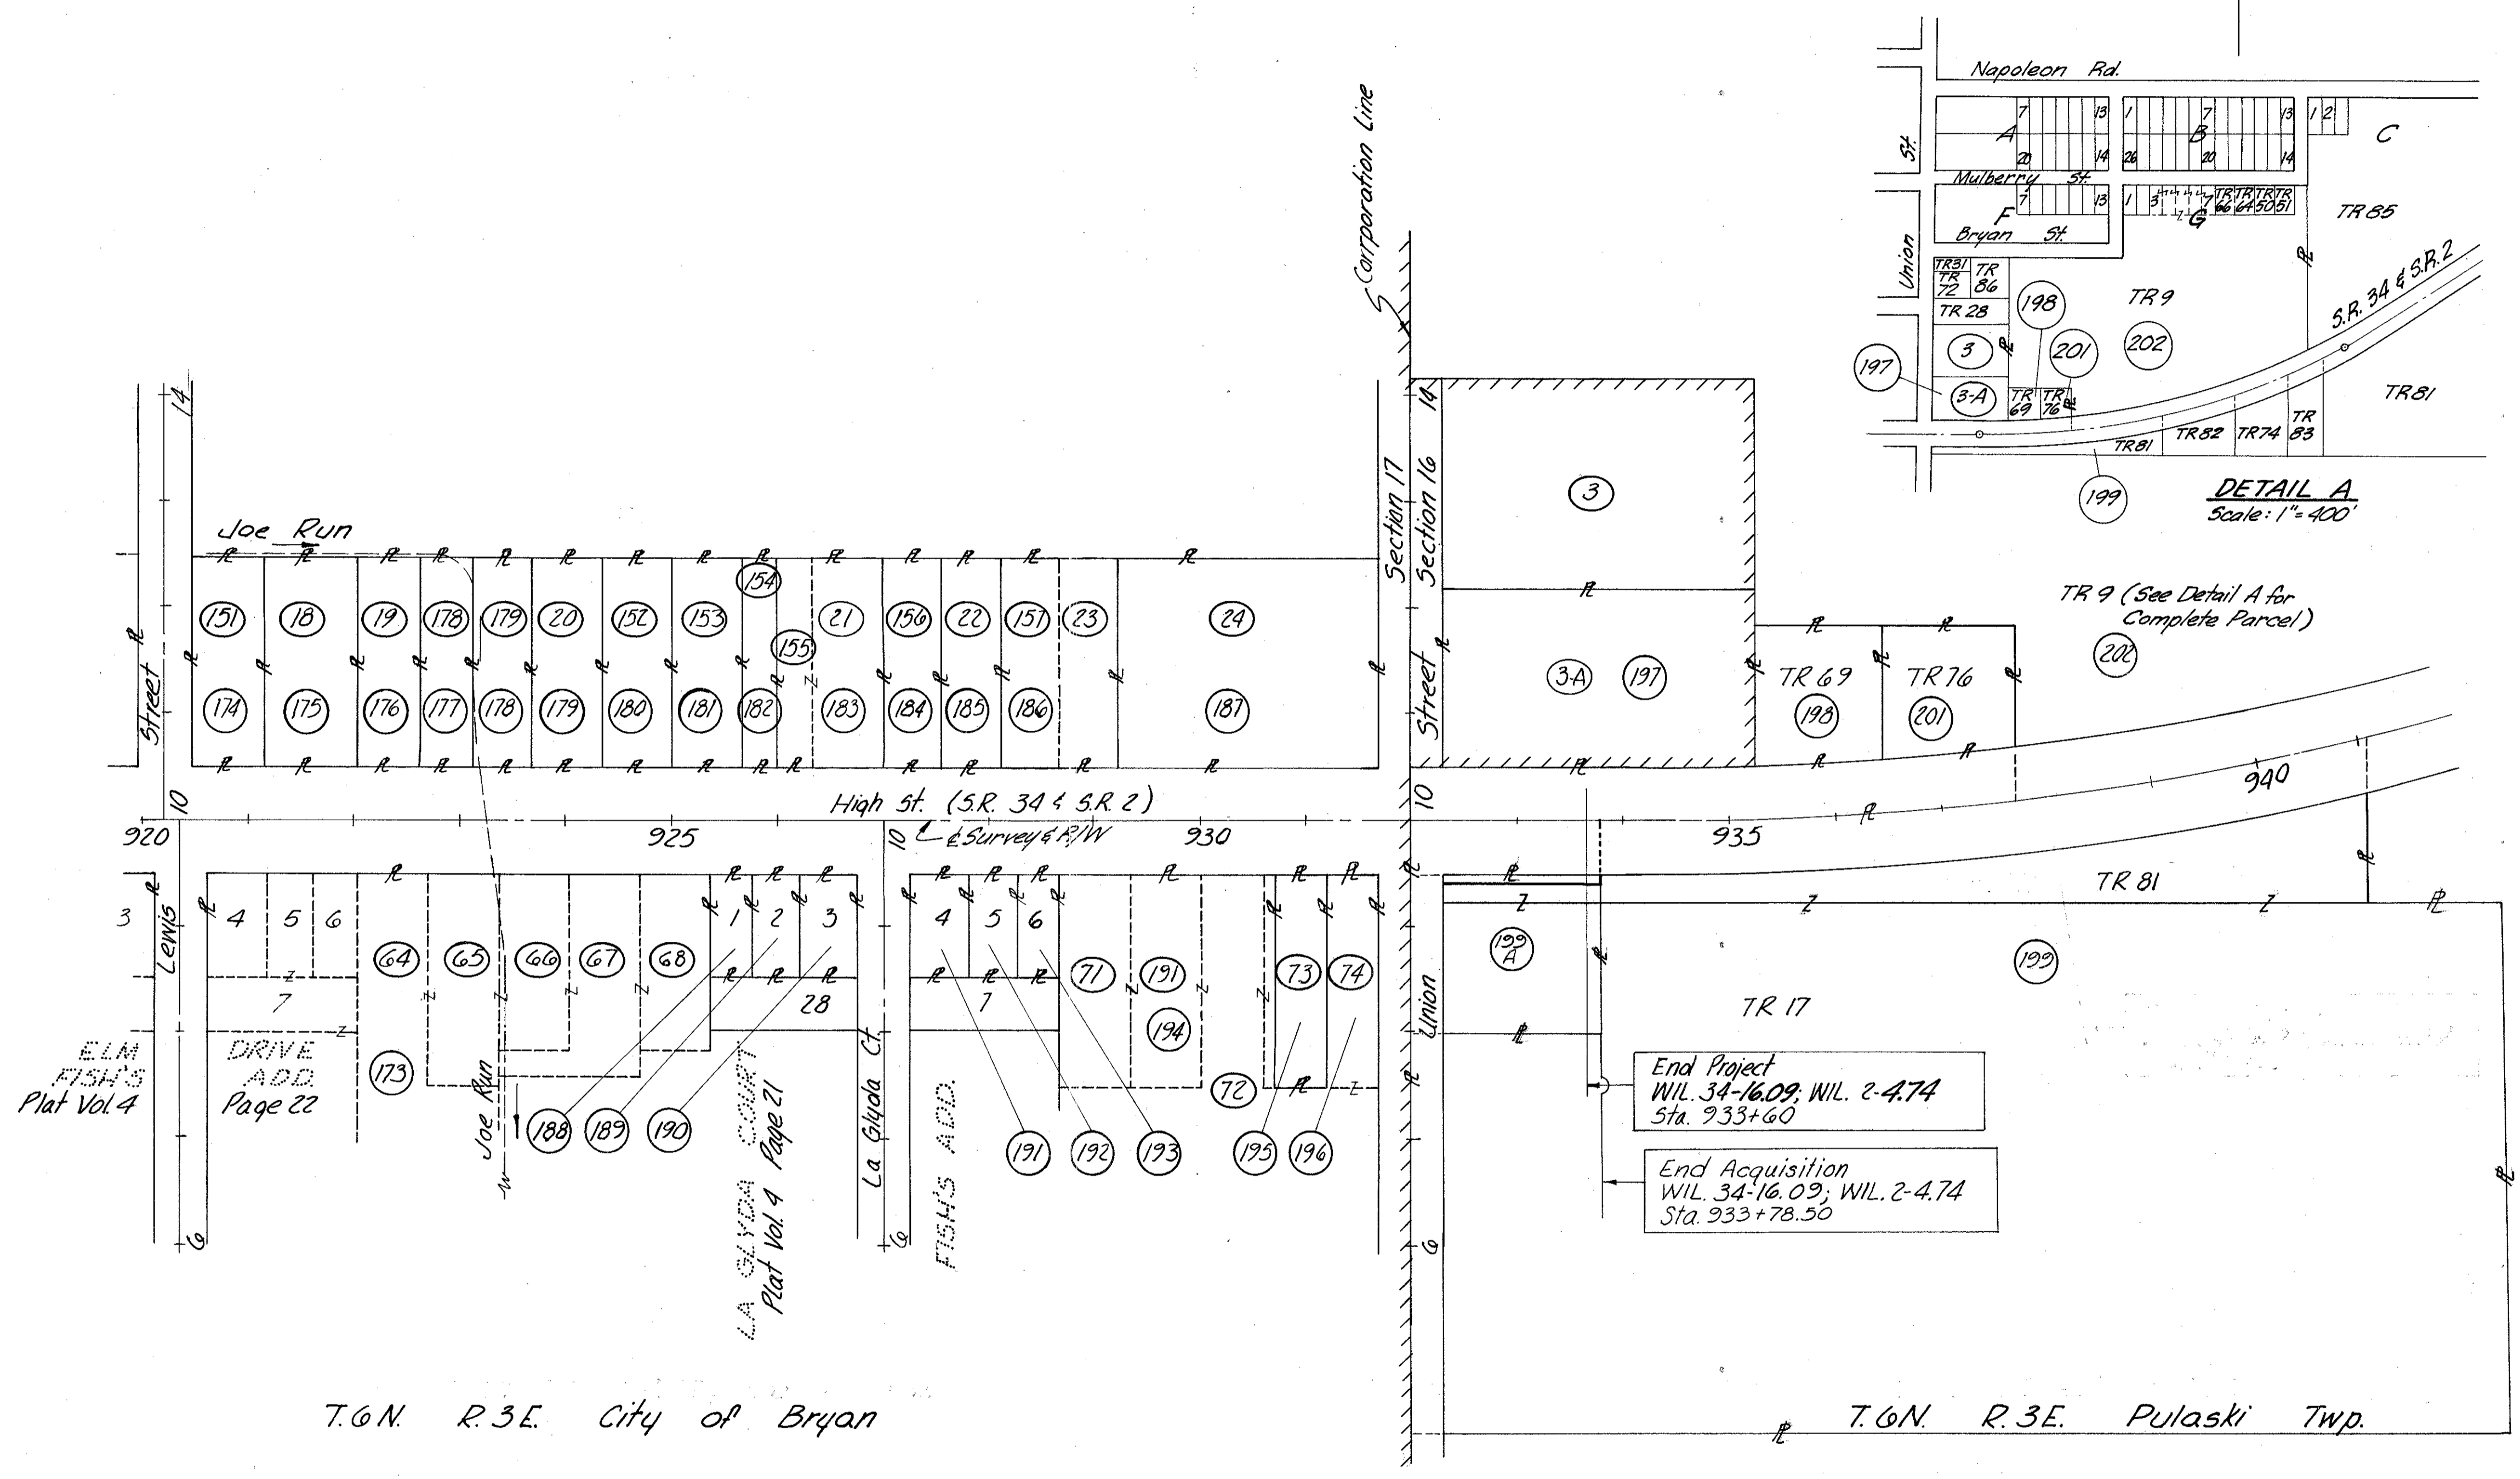 Napoleon Rd.
St.
7
13
1
7
13
1
2
A
B
C
20
14
26
20
14
Mulberry St.
7
13
1
3
7
TR 66
TR 64
TR 50
TR 51
F
G
TR 85
Bryan St.
Union
TR31
TR 72
TR 86
TR 28
198
TR 9
S.R. 34 & S.R. 2
3
201
202
197
3-A
TR 69
TR 76
TR 81
TR 81
TR 82
TR 74
TR 83
199
DETAIL A
Scale: 1"=400'
Corporation Line
14
14
Section 17
Section 16
3
Joe Run
154
151
18
19
178
179
20
152
153
21
156
22
157
23
24
155
TR 9 (See Detail A for
Complete Parcel)
202
Street
174
175
176
177
178
179
180
181
182
183
184
185
186
187
Street
3-A
197
TR 69
198
TR 76
201
10
High St. (S.R. 34 & S.R. 2)
10
940
920
925
10
℄ Survey & R/W
930
935
3
Lewis
4
5
6
64
65
66
67
68
1
2
3
4
5
6
71
191
73
74
TR 81
199
A
199
7
28
7
194
Union
TR 17
ELM
FISH'S
Plat Vol. 4
DRIVE
ADD.
Page 22
173
Joe Run
188
189
190
LA GLYDA COURT
Plat Vol. 4 Page 21
La Glyda Ct.
FISH'S ADD.
72
191
192
193
195
196
End Project
WIL. 34-16.09; WIL. 2-4.74
Sta. 933+60
End Acquisition
WIL. 34-16.09; WIL. 2-4.74
Sta. 933+78.50
W
6
6
6
T.6N. R.3E. City of Bryan
T.6N. R.3E. Pulaski Twp.